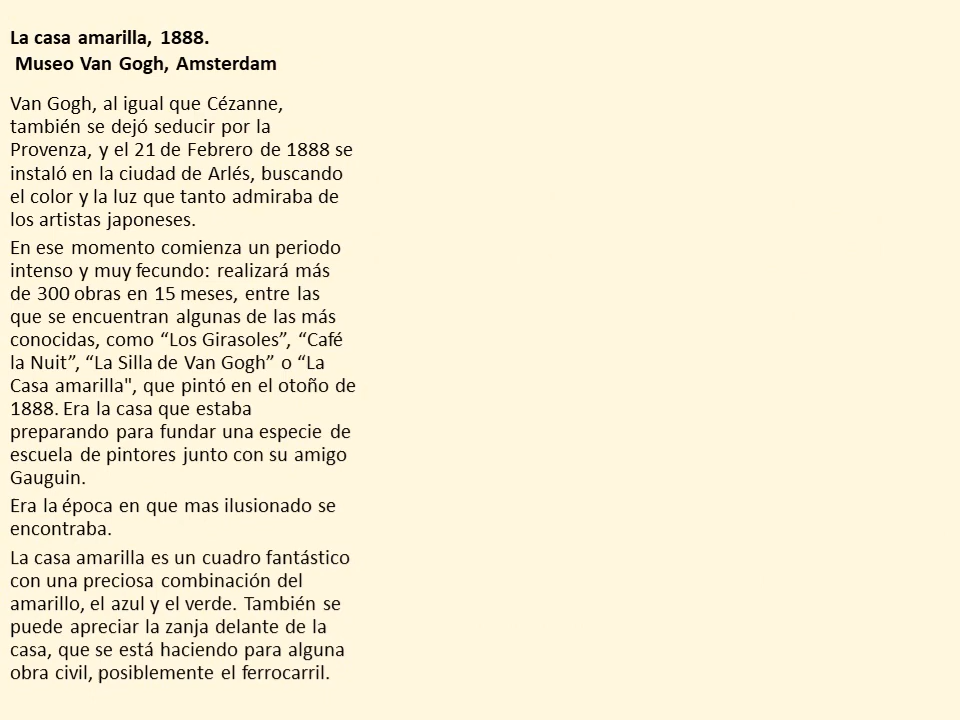 La casa amarilla, 1888.
Museo Van Gogh, Amsterdam
Van Gogh, al igual que Cézanne,
también se dejó seducir por la
Provenza, y el 21 de Febrero de 1888 se
instaló en la ciudad de Arlés, buscando
el color y la luz que tanto admiraba de
los artistas japoneses.
En ese momento comienza un periodo
intenso y muy fecundo: realizará más
de 300 obras en 15 meses, entre las
que se encuentran algunas de las más
conocidas, como “Los Girasoles”, “Café
la Nuit”, “La Silla de Van Gogh” o “La
Casa amarilla", que pintó en el otoño de
1888. Era la casa que estaba
preparando para fundar una especie de
escuela de pintores junto con su amigo
Gauguin.
Era la época en que mas ilusionado se
encontraba.
La casa amarilla es un cuadro fantástico
con una preciosa combinación del
amarillo, el azul y el verde. También se
puede apreciar la zanja delante de la
casa, que se está haciendo para alguna
obra civil, posiblemente el ferrocarril.